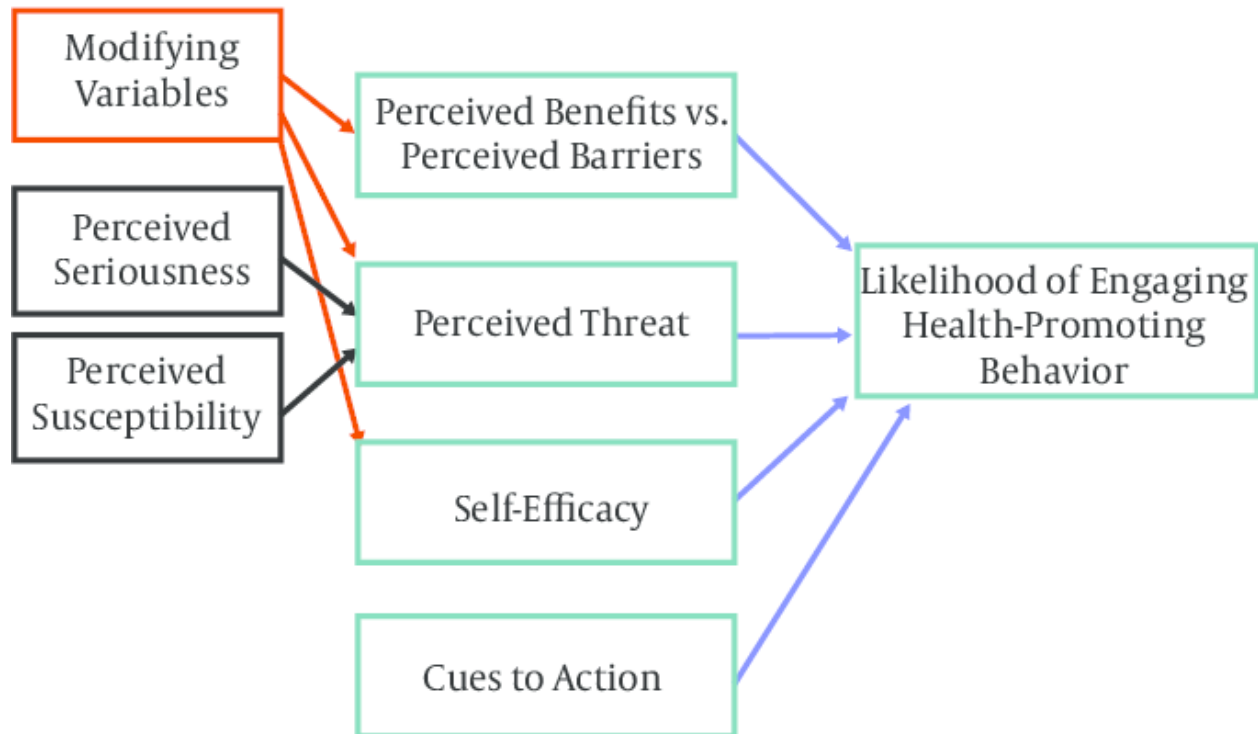 Modifying
Variables
Perceived Benefits vs.
Perceived Barriers
Perceived
Seriousness
Perceived Threat
Likelihood of Engaging
Health-Promoting
Behavior
Perceived
Susceptibility
Self-Efficacy
Cues to Action